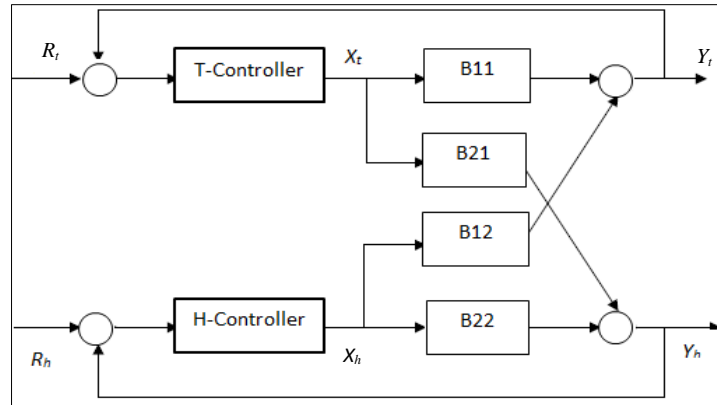 Rt
T-Controller
Xt
B11
Yt
B21
B12
Rh
H-Controller
Xh
B22
Yh